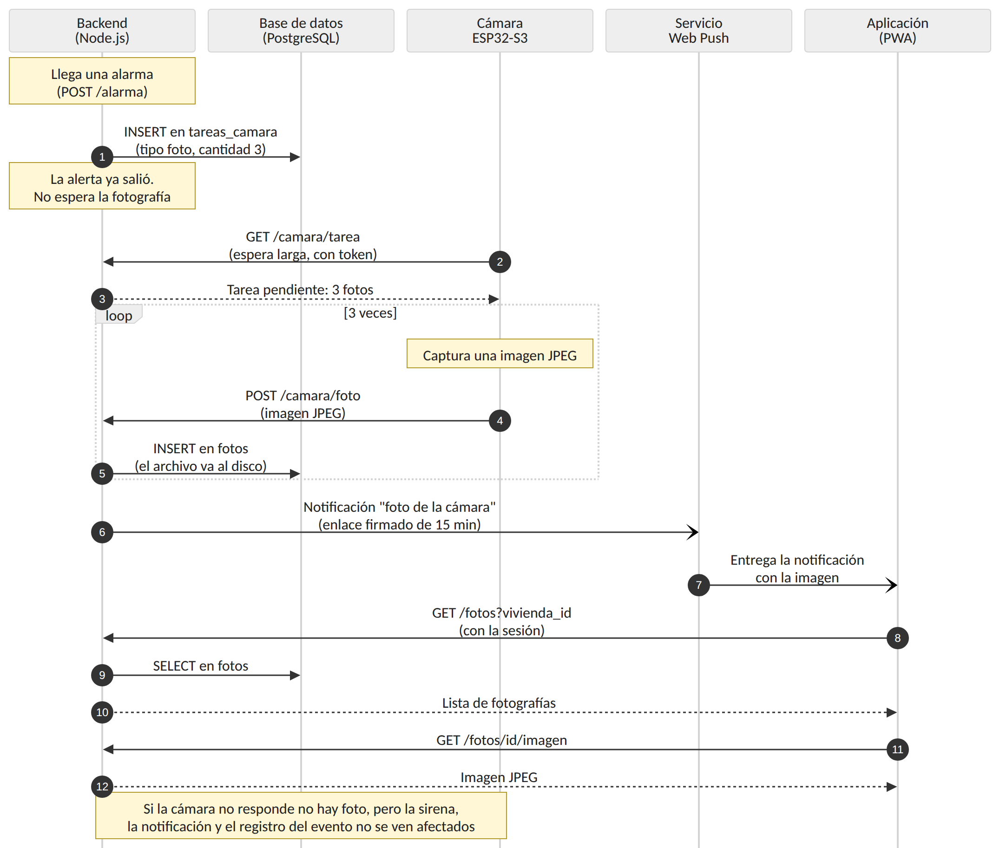 Backend
(Node.js)
Base de datos
(PostgreSQL)
Cámara
ESP32-S3
Servicio
Web Push
Aplicación
(PWA)
Llega una alarma
(POST /alarma)
INSERT en tareas_camara
(tipo foto, cantidad 3)
1
La alerta ya salió.
No espera la fotografía
GET /camara/tarea
(espera larga, con token)
2
Tarea pendiente: 3 fotos
3
loop
[3 veces]
Captura una imagen JPEG
POST /camara/foto
(imagen JPEG)
4
INSERT en fotos
(el archivo va al disco)
5
Notificación "foto de la cámara"
(enlace firmado de 15 min)
6
Entrega la notificación
con la imagen
7
GET /fotos?vivienda_id
(con la sesión)
8
SELECT en fotos
9
Lista de fotografías
10
GET /fotos/id/imagen
11
Imagen JPEG
12
Si la cámara no responde no hay foto, pero la sirena,
la notificación y el registro del evento no se ven afectados